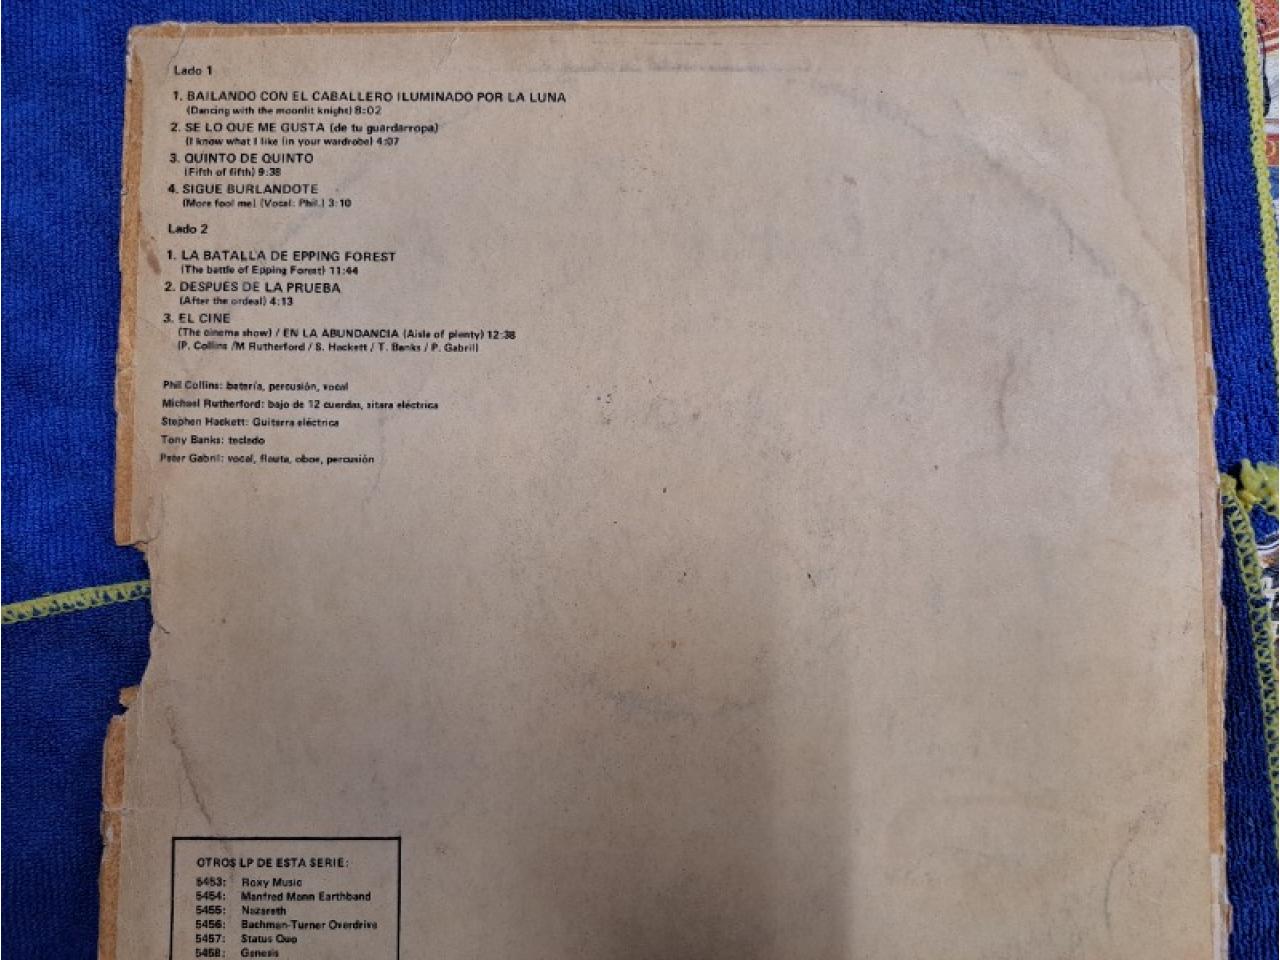 Lado 1
1. BAILANDO CON EL CABALLERO ILUMINADO POR LA LUNA
(Dancing with the moonlit knight) 8:02
2. SE LO QUE ME GUSTA (de tu guardarropa)
(I know what I like (in your wardrobe) 4:07
3. QUINTO DE QUINTO
(Fifth of fifth) 9:38
4. SIGUE BURLANDOTE
(More fool me) (Vocal: Phil.) 3:10
Lado 2
1. LA BATALLA DE EPPING FOREST
(The battle of Epping Forest) 11:44
2. DESPUES DE LA PRUEBA
(After the ordeal) 4:13
3. EL CINE
(The cinema show) / EN LA ABUNDANCIA (Aisle of plenty) 12:38
(P. Collins /M Rutherford / S. Hackett / T. Banks / P. Gabril)
Phil Collins: batería, percusión, vocal
Michael Rutherford: bajo de 12 cuerdas, sitara eléctrica
Stephen Hackett: Guitarra eléctrica
Tony Banks: teclado
Peter Gabril: vocal, flauta, oboe, percusión
OTROS LP DE ESTA SERIE:
5453: Roxy Music
5454: Manfred Mann Earthband
5455: Nazareth
5456: Bachman-Turner Overdrive
5457: Status Quo
5458: Genesis